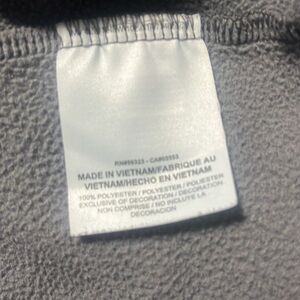 RN#56323 - CA#05553
MADE IN VIETNAM/FABRIQUE AU
VIETNAM/HECHO EN VIETNAM
100% POLYESTER / POLYESTER / POLIESTER
EXCLUSIVE OF DECORATION / DECORATION
NON COMPRISE / NO INCLUYE LA
DECORACION